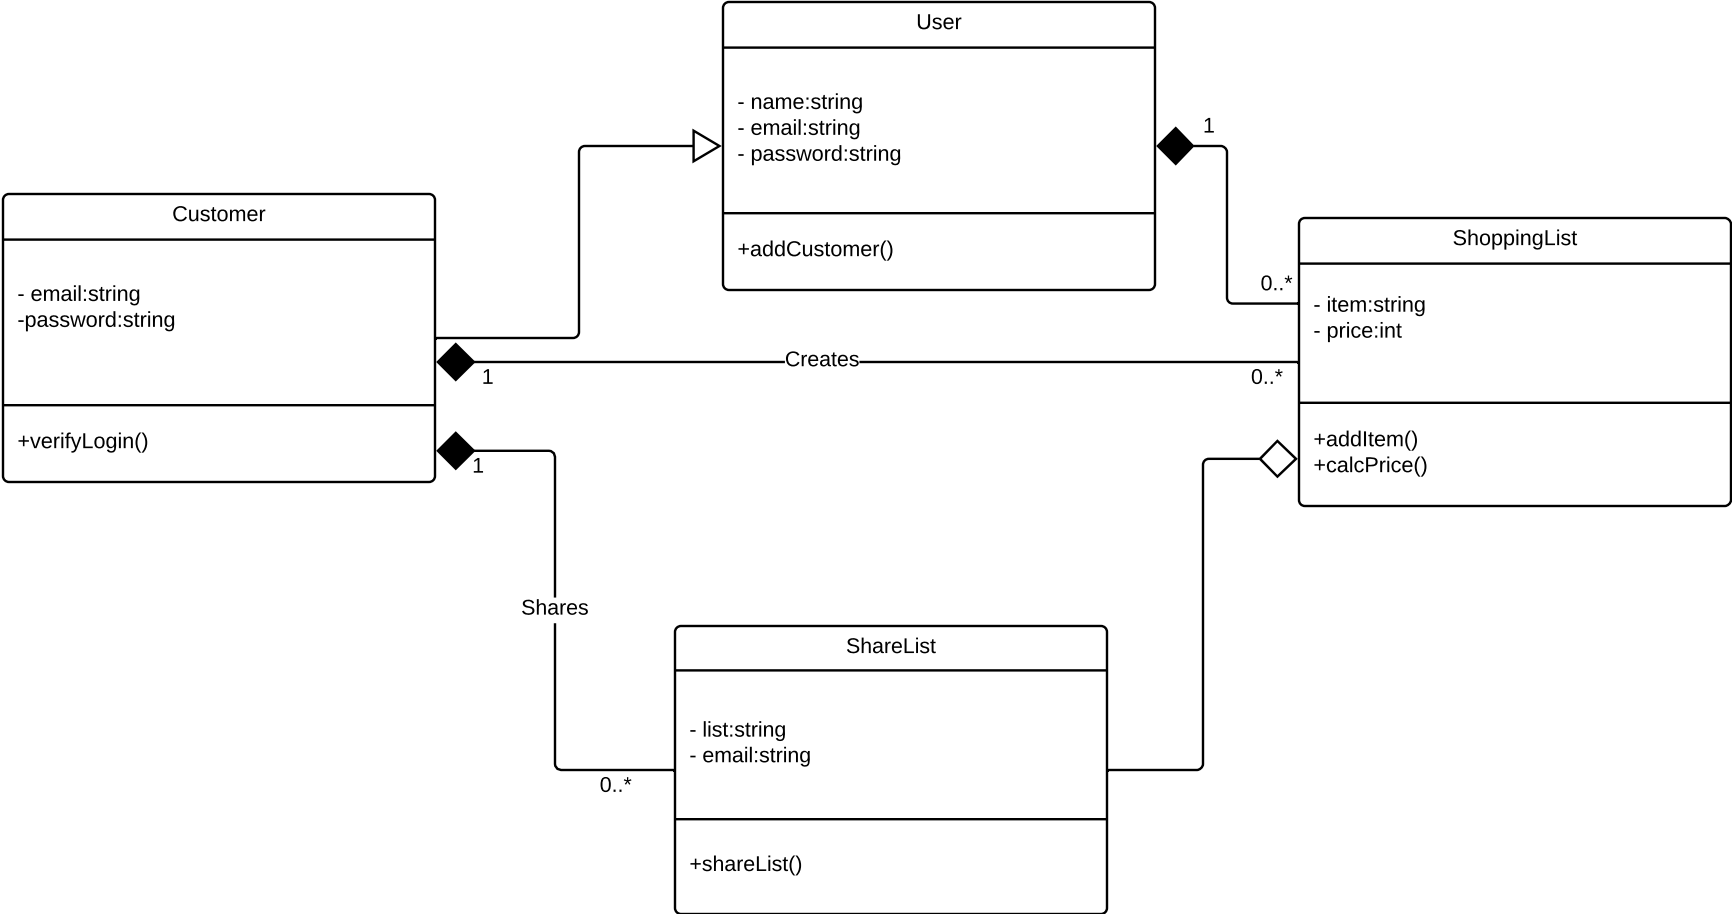 User
- name:string
- email:string
- password:string
+addCustomer()
1
0..*
Customer
- email:string
-password:string
+verifyLogin()
1
Creates
0..*
1
Shares
0..*
ShoppingList
- item:string
- price:int
+addItem()
+calcPrice()
ShareList
- list:string
- email:string
+shareList()